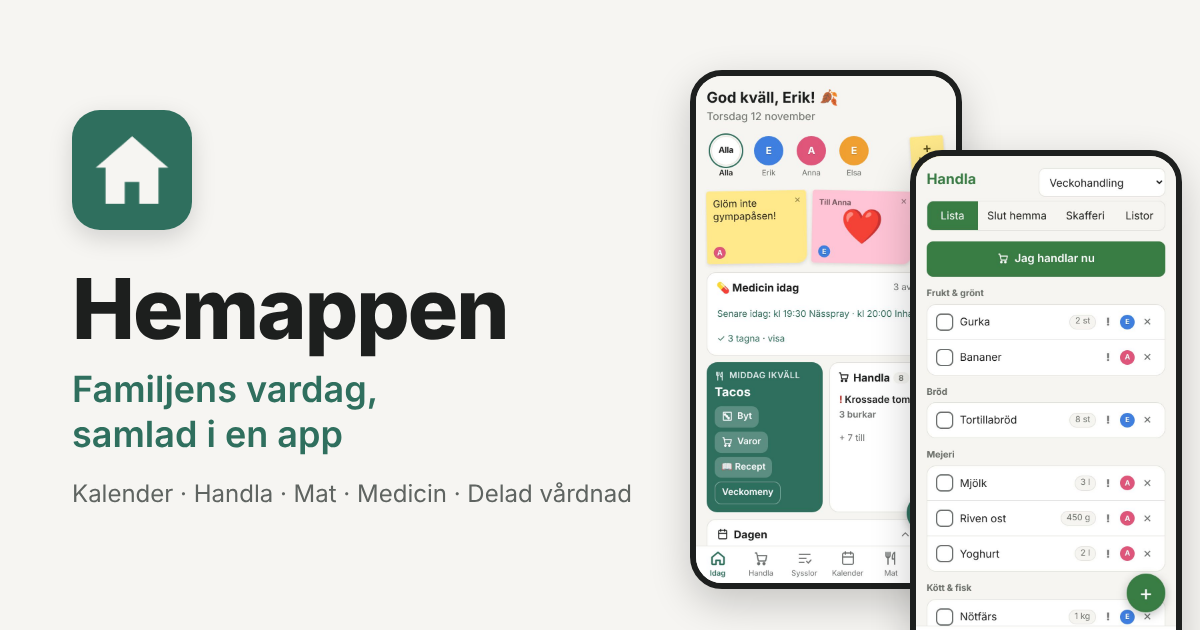 Hemappen
Familjens vardag,
samlad i en app
Kalender · Handla · Mat · Medicin · Delad vårdnad
God kväll, Erik! 🍂
Torsdag 12 november
Alla E A E
Alla Erik Anna Elsa
+
Glöm inte
gympapåsen!
×
A
Till Anna ×
❤️
E
💊 Medicin idag 3 av
Senare idag: kl 19:30 Nässpray · kl 20:00 Inha
✓ 3 tagna · visa
MIDDAG IKVÄLL
Tacos
Byt
Varor
📖 Recept
Veckomeny
Handla 8
! Krossade tom
3 burkar
+ 7 till
Dagen
Idag Handla Sysslor Kalender Mat
Handla Veckohandling
Lista Slut hemma Skafferi Listor
Jag handlar nu
Frukt & grönt
Gurka 2 st ! E ×
Bananer ! A ×
Bröd
Tortillabröd 8 st ! E ×
Mejeri
Mjölk 3 l ! A ×
Riven ost 450 g ! A ×
Yoghurt 2 l ! A ×
Kött & fisk
+
Nötfärs 1 kg ! E ×